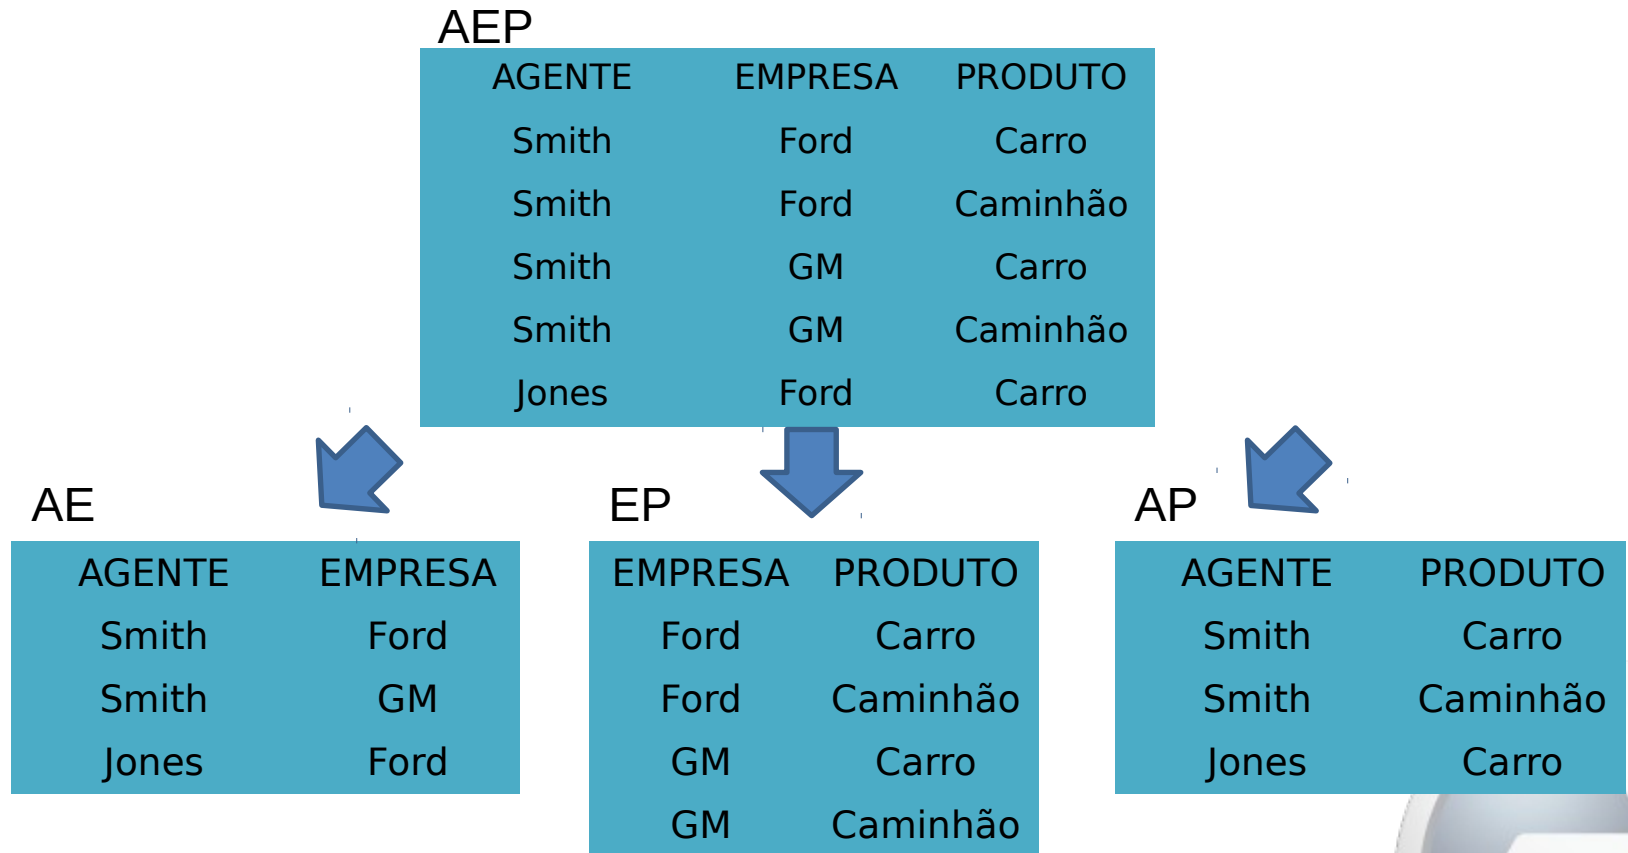 AEP
AGENTE EMPRESA PRODUTO
Smith Ford Carro
Smith Ford Caminhão
Smith GM Carro
Smith GM Caminhão
Jones Ford Carro
AE
AGENTE EMPRESA
Smith Ford
Smith GM
Jones Ford
EP
EMPRESA PRODUTO
Ford Carro
Ford Caminhão
GM Carro
GM Caminhão
AP
AGENTE PRODUTO
Smith Carro
Smith Caminhão
Jones Carro